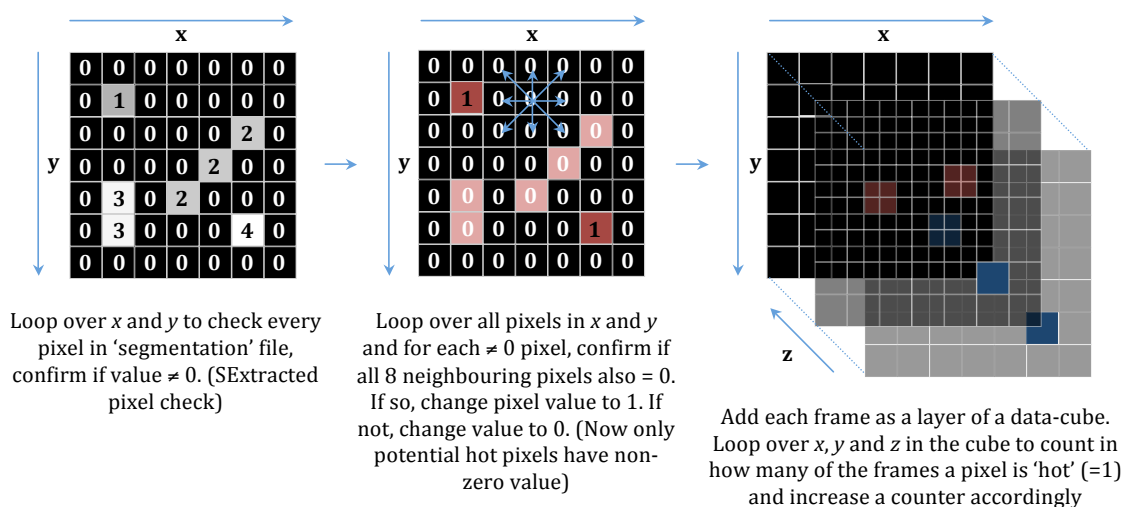 x
y
0 0 0 0 0 0 0
0 1 0 0 0 0 0
0 0 0 0 0 2 0
0 0 0 0 2 0 0
0 3 0 2 0 0 0
0 3 0 0 0 4 0
0 0 0 0 0 0 0
Loop over x and y to check every
pixel in ‘segmentation’ file,
confirm if value ≠ 0. (SExtracted
pixel check)
x
y
0 0 0 0 0 0 0
0 1 0 0 0 0 0
0 0 0 0 0 0 0
0 0 0 0 0 0 0
0 0 0 0 0 0 0
0 0 0 0 0 1 0
0 0 0 0 0 0 0
Loop over all pixels in x and y
and for each ≠ 0 pixel, confirm if
all 8 neighbouring pixels also = 0.
If so, change pixel value to 1. If
not, change value to 0. (Now only
potential hot pixels have non-
zero value)
x
y
z
Add each frame as a layer of a data-cube.
Loop over x, y and z in the cube to count in
how many of the frames a pixel is ‘hot’ (=1)
and increase a counter accordingly